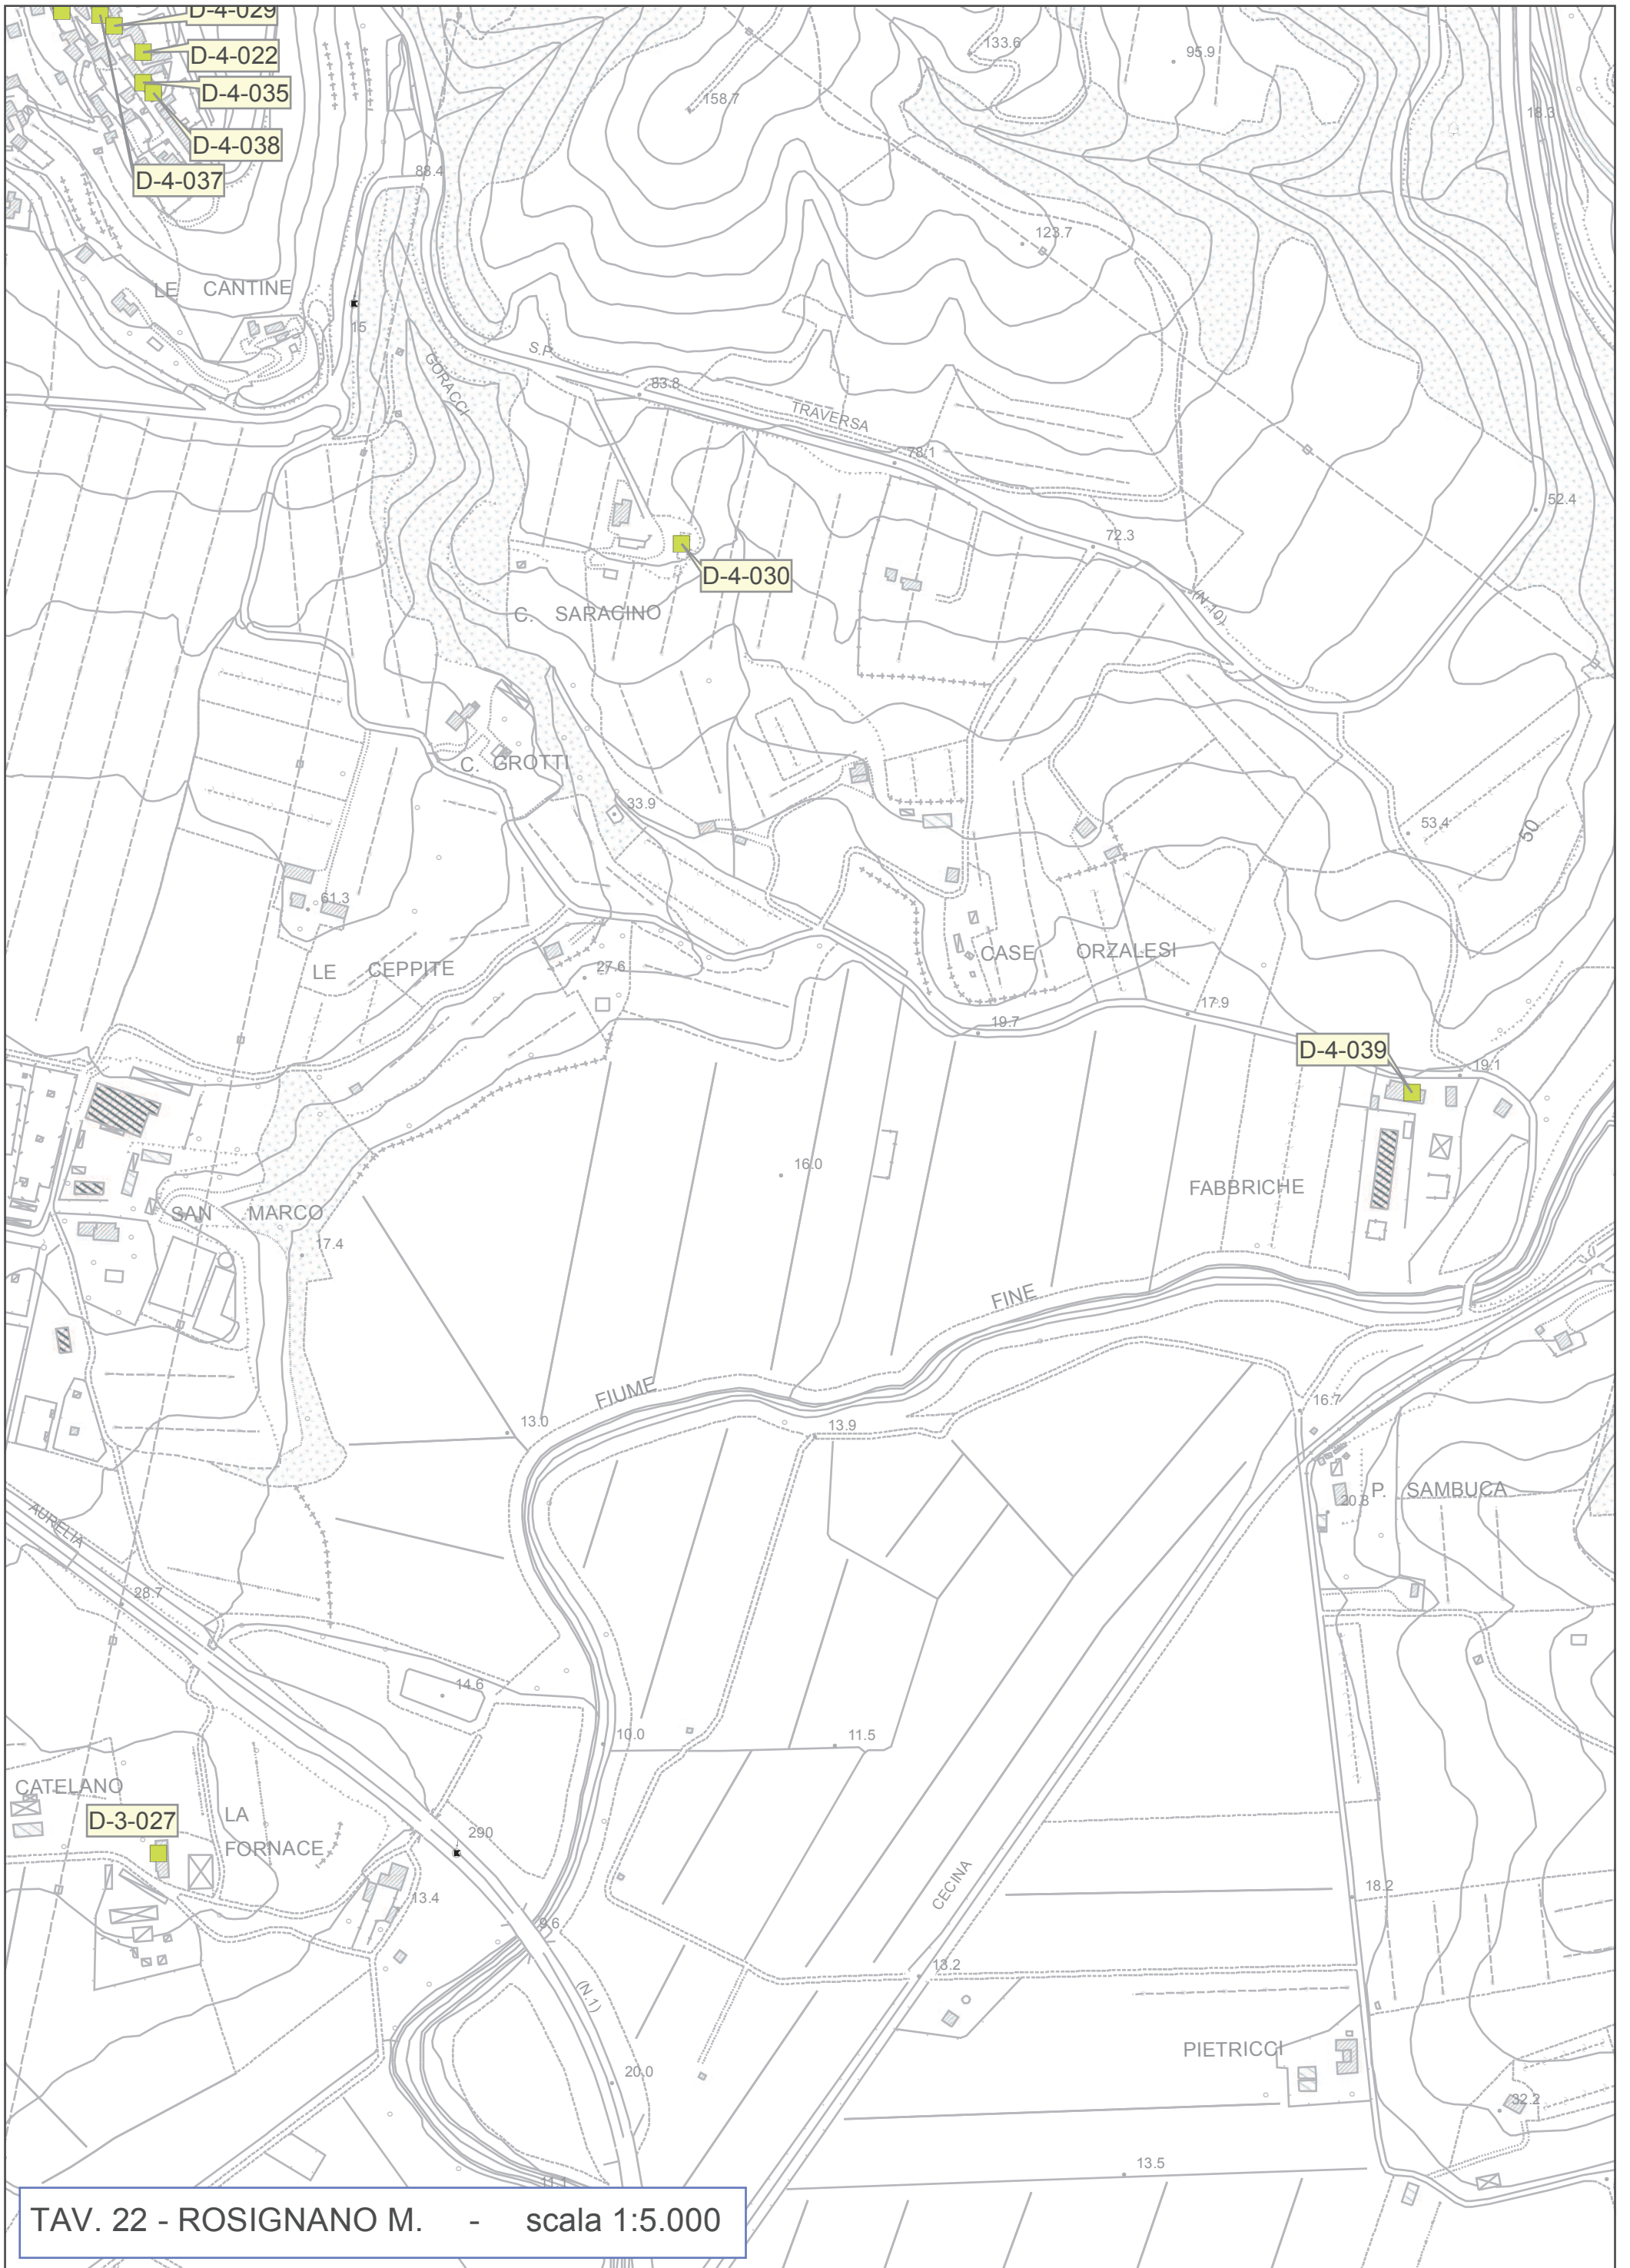 D-4-029
D-4-022
D-4-035
D-4-038
D-4-037
133.6
95.9
158.7
18.3
88.4
123.7
LE CANTINE
15
GORACCI
S.P.
83.8
TRAVERSA
78.1
52.4
72.3
D-4-030
C. SARACINO
(N.10)
C. GROTTI
33.9
53.4
50
61.3
LE CEPPITE
27.6
CASE ORZALESI
17.9
19.7
D-4-039
19.1
16.0
FABBRICHE
SAN MARCO
17.4
FINE
FIUME
13.0
13.9
16.7
P. SAMBUCA
20.8
AURELIA
28.7
14.6
10.0
11.5
CATELANO
D-3-027
LA
FORNACE
290
13.4
CECINA
18.2
9.6
13.2
(N.1)
PIETRICCI
20.0
32.2
13.5
11.1
TAV. 22 - ROSIGNANO M. - scala 1:5.000